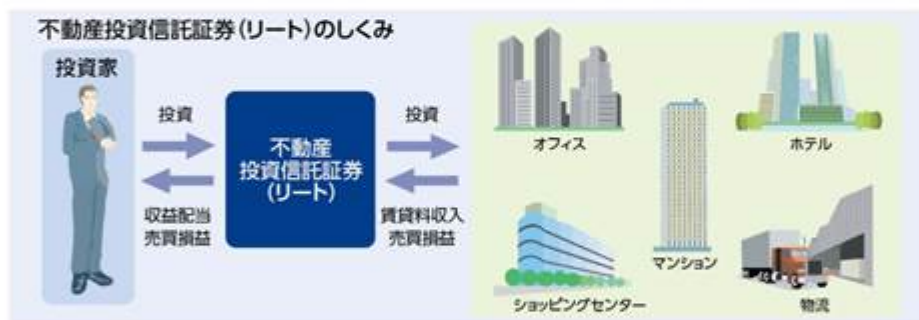 不動産投資信託証券(リート)のしくみ
投資家
投資
収益配当
売買損益
不動産
投資信託証券
(リート)
投資
賃貸料収入
売買損益
オフィス
ホテル
マンション
ショッピングセンター
物流